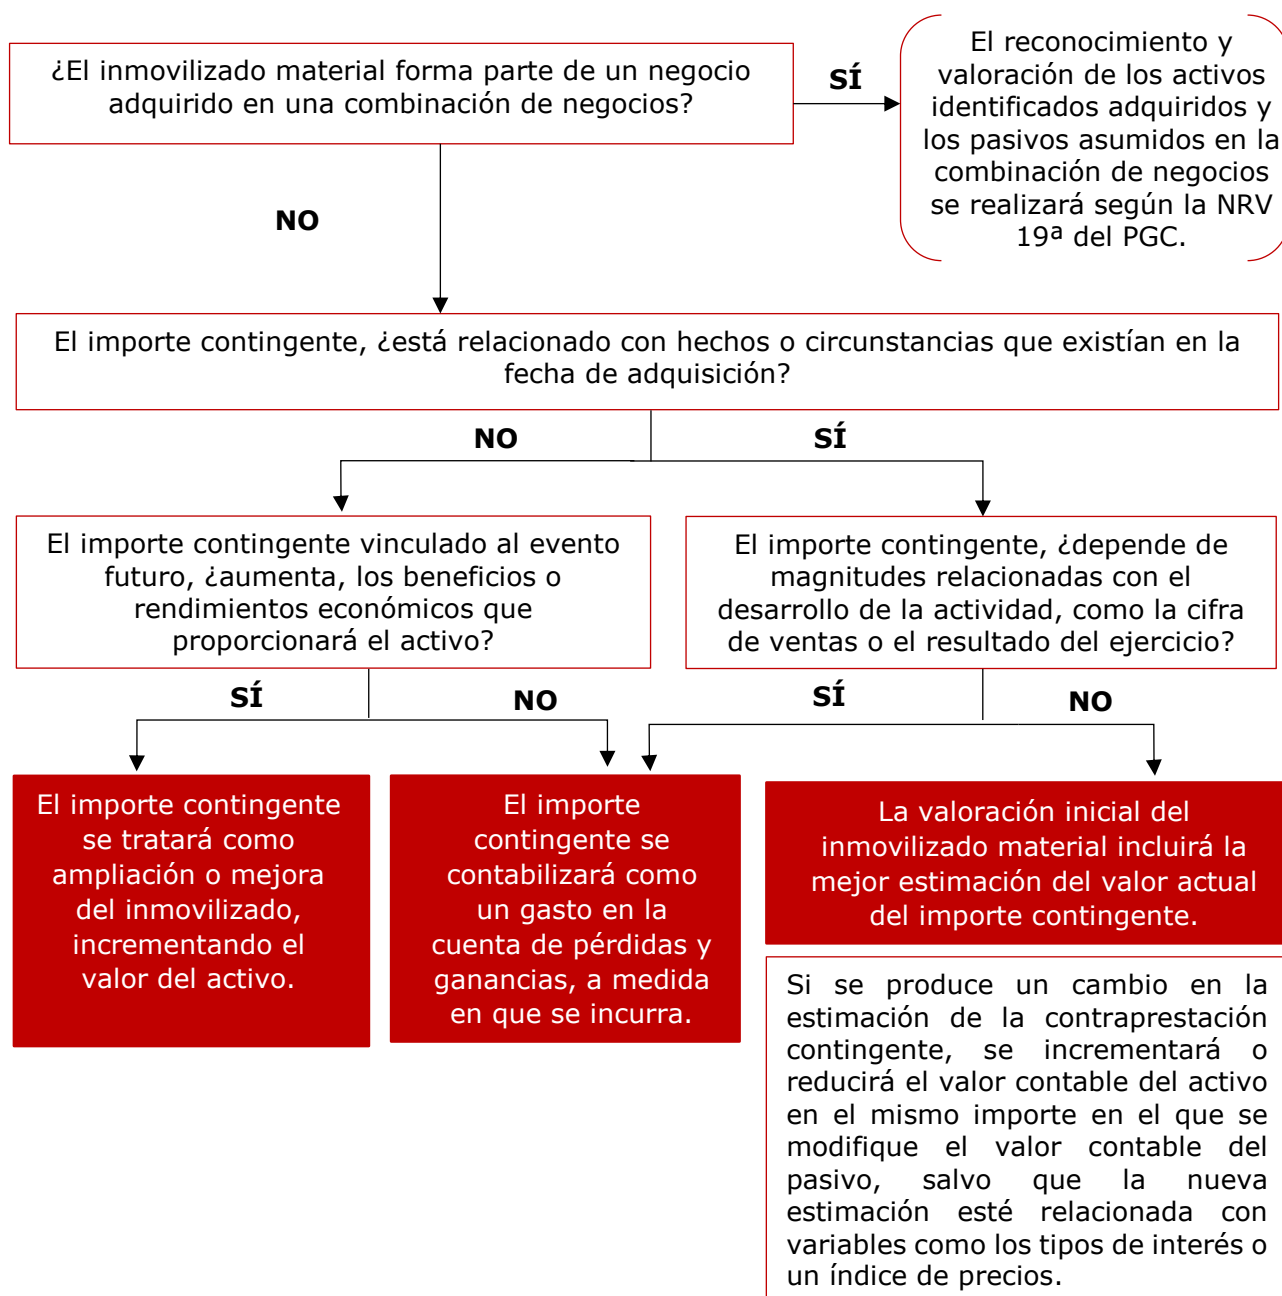 ¿El inmovilizado material forma parte de un negocio
adquirido en una combinación de negocios?
SÍ
El reconocimiento y
valoración de los activos
identificados adquiridos y
los pasivos asumidos en la
combinación de negocios
se realizará según la NRV
19ª del PGC.
NO
El importe contingente, ¿está relacionado con hechos o circunstancias que existían en la
fecha de adquisición?
NO
SÍ
El importe contingente vinculado al evento
futuro, ¿aumenta, los beneficios o
rendimientos económicos que
proporcionará el activo?
El importe contingente, ¿depende de
magnitudes relacionadas con el
desarrollo de la actividad, como la cifra
de ventas o el resultado del ejercicio?
SÍ
NO
SÍ
NO
El importe contingente
se tratará como
ampliación o mejora
del inmovilizado,
incrementando el
valor del activo.
El importe
contingente se
contabilizará como
un gasto en la
cuenta de pérdidas y
ganancias, a medida
en que se incurra.
La valoración inicial del
inmovilizado material incluirá la
mejor estimación del valor actual
del importe contingente.
Si se produce un cambio en la
estimación de la contraprestación
contingente, se incrementará o
reducirá el valor contable del activo
en el mismo importe en el que se
modifique el valor contable del
pasivo, salvo que la nueva
estimación esté relacionada con
variables como los tipos de interés o
un índice de precios.